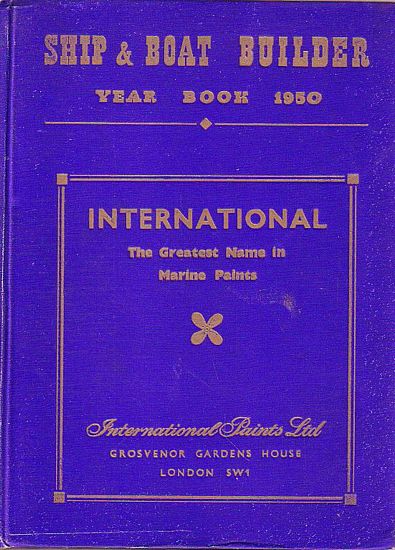 SHIP & BOAT BUILDER
YEAR BOOK 1950
INTERNATIONAL
The Greatest Name in
Marine Paints
International Paints Ltd
GROSVENOR GARDENS HOUSE
LONDON SW1